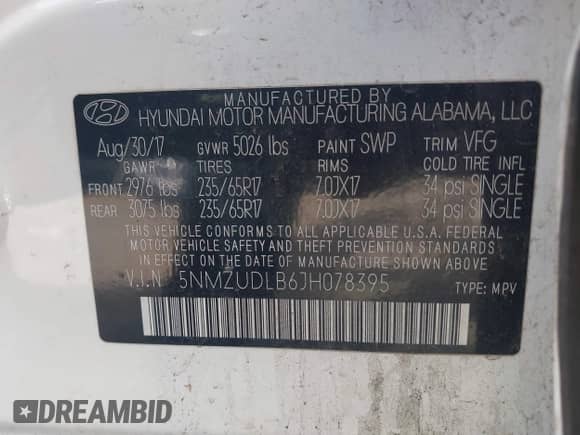 MANUFACTURED BY
HYUNDAI MOTOR MANUFACTURING ALABAMA, LLC
Aug/30/17 GVWR 5026 lbs PAINT SWP TRIM VFG
GAWR TIRES RIMS COLD TIRE INFL
FRONT 2976 lbs 235/65R17 7.0JX17 34 psi SINGLE
REAR 3075 lbs 235/65R17 7.0JX17 34 psi SINGLE
THIS VEHICLE CONFORMS TO ALL APPLICABLE U.S.A. FEDERAL
MOTOR VEHICLE SAFETY AND THEFT PREVENTION STANDARDS
IN EFFECT ON THE DATE OF MANUFACTURE SHOWN ABOVE.
V.I.N 5NMZUDLB6JH078395 TYPE: MPV
DREAMBID